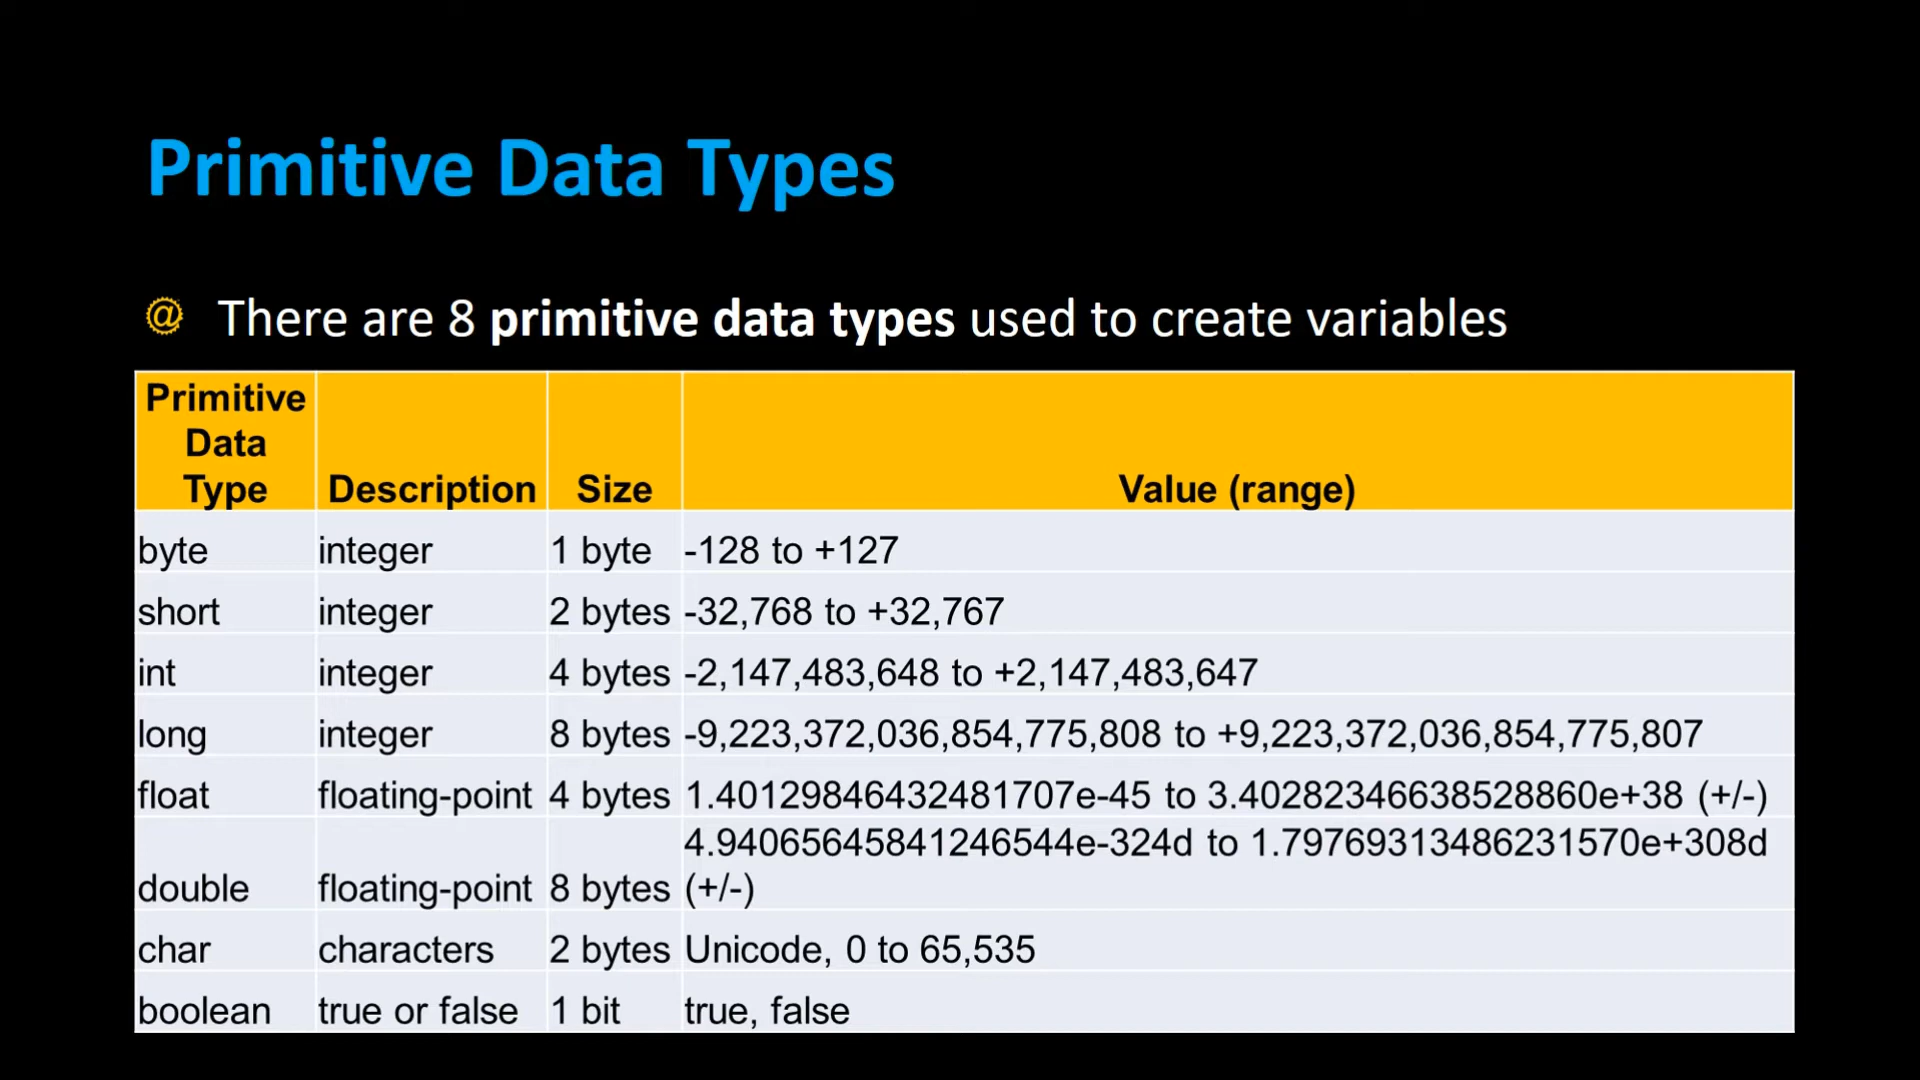 Primitive Data Types
@ There are 8 primitive data types used to create variables
Primitive Data Type Description Size Value (range)
byte integer 1 byte -128 to +127
short integer 2 bytes -32,768 to +32,767
int integer 4 bytes -2,147,483,648 to +2,147,483,647
long integer 8 bytes -9,223,372,036,854,775,808 to +9,223,372,036,854,775,807
float floating-point 4 bytes 1.40129846432481707e-45 to 3.40282346638528860e+38 (+/-)
double floating-point 8 bytes 4.94065645841246544e-324d to 1.79769313486231570e+308d (+/-)
char characters 2 bytes Unicode, 0 to 65,535
boolean true or false 1 bit true, false